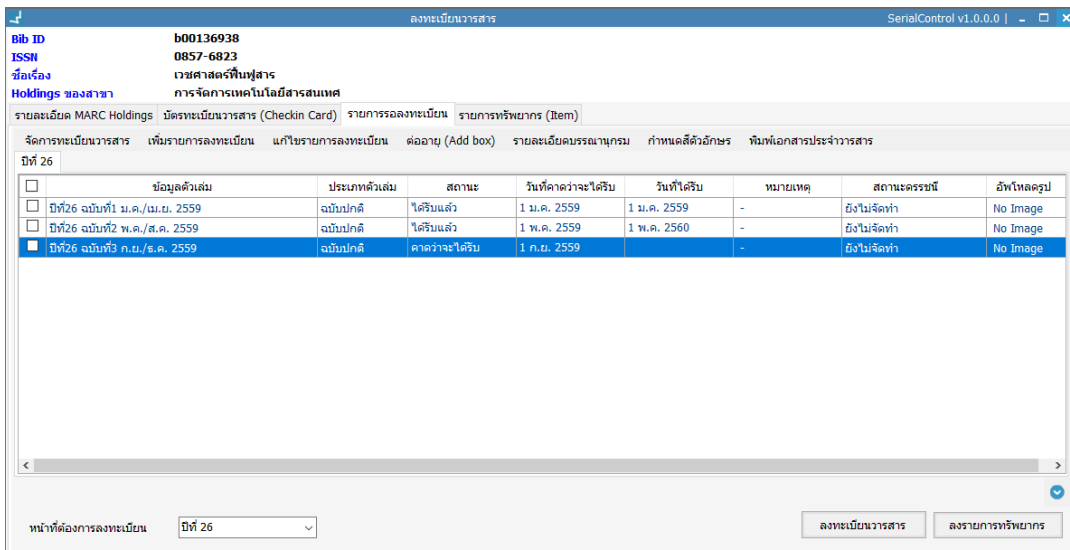 ลงทะเบียนวารสาร SerialControl v1.0.0.0 |
Bib ID b00136938
ISSN 0857-6823
ชื่อเรื่อง เวชศาสตร์ฟื้นฟูสาร
Holdings ของสาขา การจัดการเทคโนโลยีสารสนเทศ
รายละเอียด MARC Holdings บัตรทะเบียนวารสาร (Checkin Card) รายการรอลงทะเบียน รายการทรัพยากร (Item)
จัดการทะเบียนวารสาร เพิ่มรายการลงทะเบียน แก้ไขรายการลงทะเบียน ต่ออายุ (Add box) รายละเอียดบรรณานุกรม กำหนดสีตัวอักษร พิมพ์เอกสารประจำวารสาร
ปีที่ 26
ข้อมูลตัวเล่ม ประเภทตัวเล่ม สถานะ วันที่คาดว่าจะได้รับ วันที่ได้รับ หมายเหตุ สถานะดรรชนี อัพโหลดรูป
ปีที่26 ฉบับที่1 ม.ค./เม.ย. 2559 ฉบับปกติ ได้รับแล้ว 1 ม.ค. 2559 1 ม.ค. 2559 - ยังไม่จัดทำ No Image
ปีที่26 ฉบับที่2 พ.ค./ส.ค. 2559 ฉบับปกติ ได้รับแล้ว 1 พ.ค. 2559 1 พ.ค. 2560 - ยังไม่จัดทำ No Image
ปีที่26 ฉบับที่3 ก.ย./ธ.ค. 2559 ฉบับปกติ คาดว่าจะได้รับ 1 ก.ย. 2559 - ยังไม่จัดทำ No Image
หน้าที่ต้องการลงทะเบียน ปีที่ 26 ลงทะเบียนวารสาร ลงรายการทรัพยากร